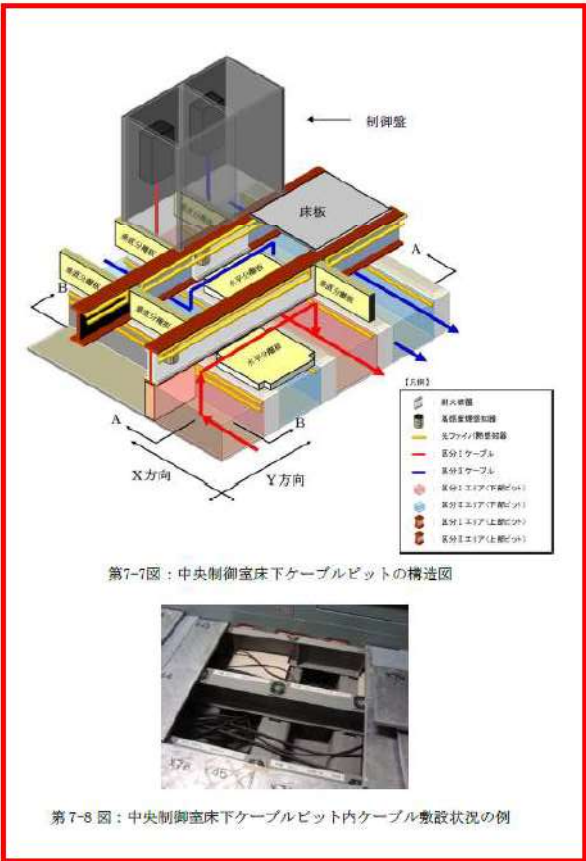 制御盤
床板
A
垂直分離板
垂直分離板
水平分離板
垂直分離板
垂直分離板
B
垂直分離板
水平分離板
A
B
X方向
Y方向
【凡例】
耐火障壁
高感度煙感知器
光ファイバ熱感知器
区分Ⅰケーブル
区分Ⅱケーブル
区分Ⅰエリア(下部ピット)
区分Ⅱエリア(下部ピット)
区分Ⅰエリア(上部ピット)
区分Ⅱエリア(上部ピット)
第7-7図：中央制御室床下ケーブルピットの構造図
第7-8 図：中央制御室床下ケーブルピット内ケーブル敷設状況の例